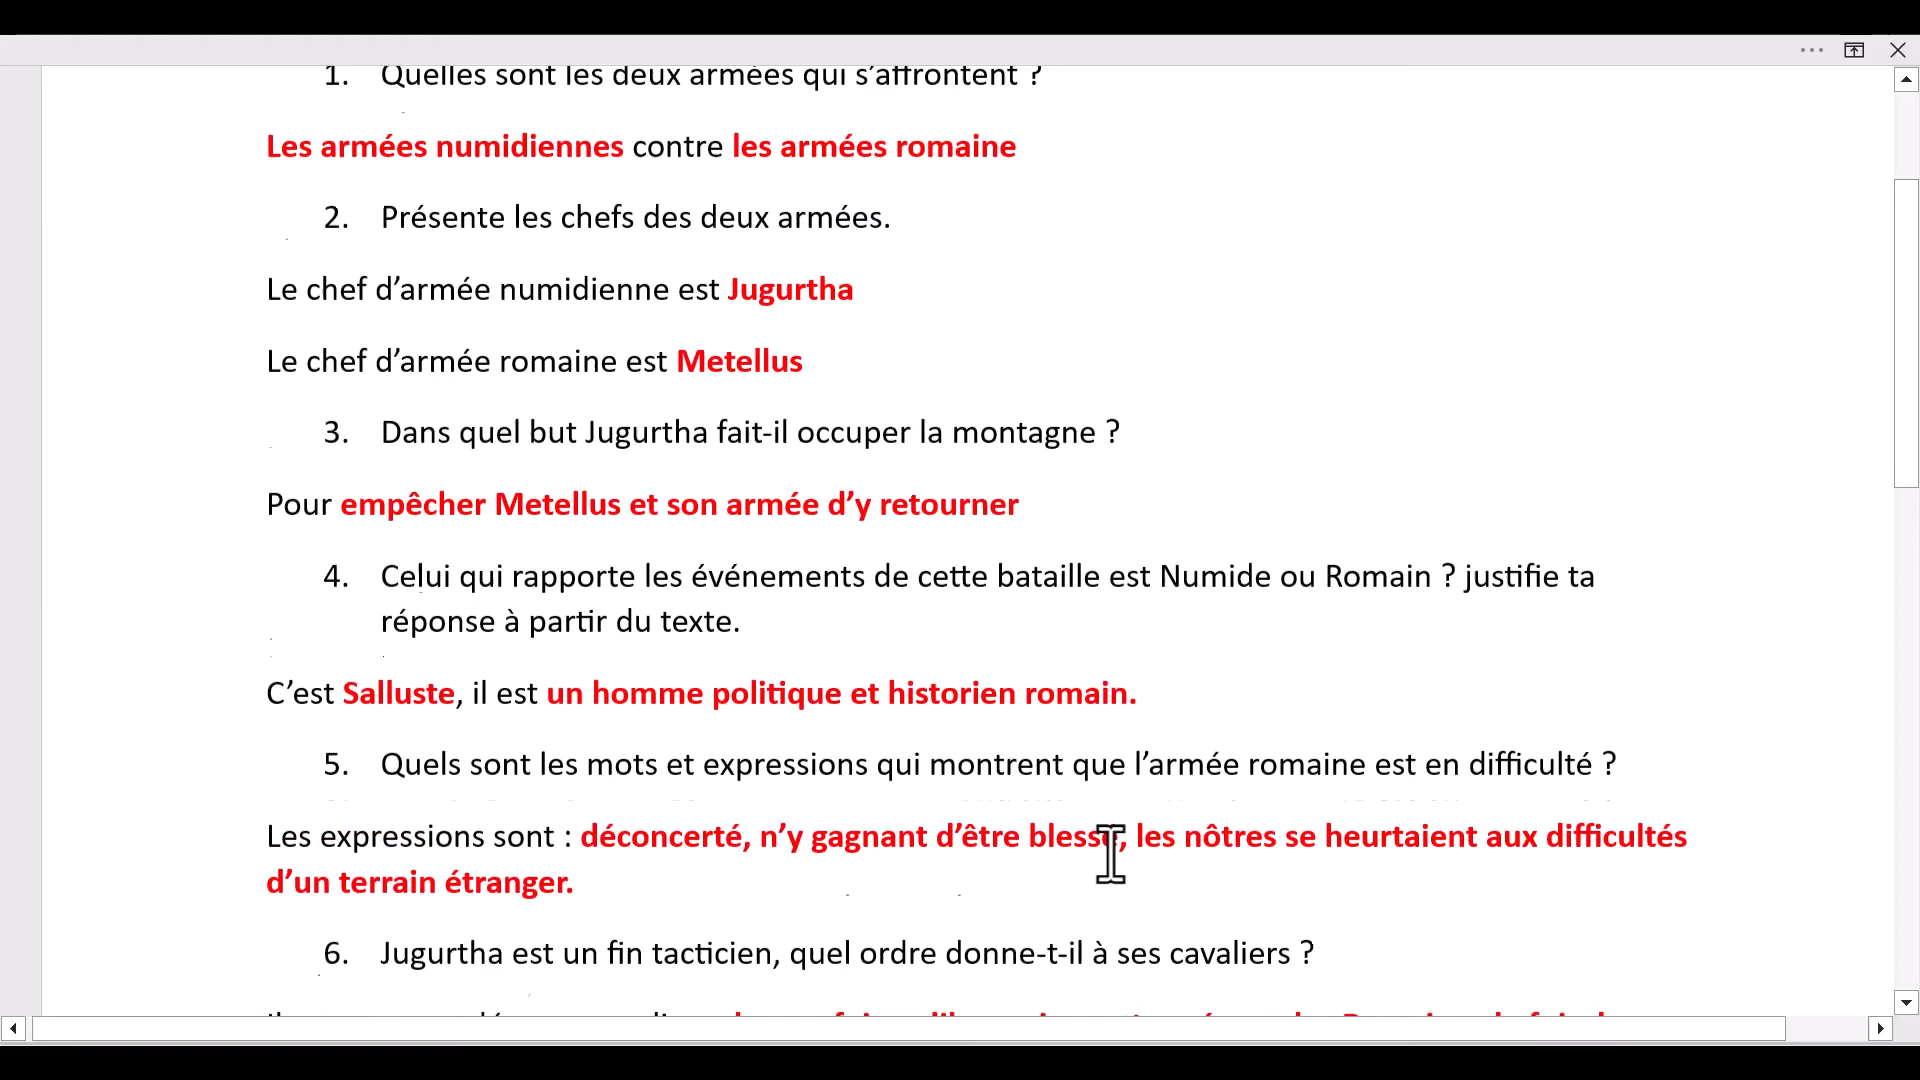 1. Quelles sont les deux armées qui s’affrontent ?
Les armées numidiennes contre les armées romaine
2. Présente les chefs des deux armées.
Le chef d’armée numidienne est Jugurtha
Le chef d’armée romaine est Metellus
3. Dans quel but Jugurtha fait-il occuper la montagne ?
Pour empêcher Metellus et son armée d’y retourner
4. Celui qui rapporte les événements de cette bataille est Numide ou Romain ? justifie ta
réponse à partir du texte.
C’est Salluste, il est un homme politique et historien romain.
5. Quels sont les mots et expressions qui montrent que l’armée romaine est en difficulté ?
Les expressions sont : déconcerté, n’y gagnant d’être blessé, les nôtres se heurtaient aux difficultés
d’un terrain étranger.
6. Jugurtha est un fin tacticien, quel ordre donne-t-il à ses cavaliers ?